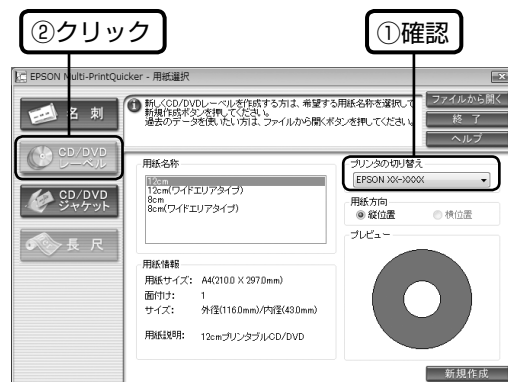 ②クリック
①確認
EPSON Multi-PrintQuicker - 用紙選択
名 刺
新しくCD/DVDレーベルを作成する方は、希望する用紙名称を選択して
新規作成ボタンを押してください。
過去のデータを使いたい方は、ファイルから開くボタンを押してください。
ファイルから開く
終 了
ヘルプ
CD/DVD
レーベル
CD/DVD
ジャケット
長 尺
用紙名称
12cm
12cm(ワイドエリアタイプ)
8cm
8cm(ワイドエリアタイプ)
プリンタの切り替え
EPSON XX-XXXX
用紙方向
縦位置
横位置
プレビュー
用紙情報
用紙サイズ: A4(210.0 X 297.0mm)
面付け: 1
サイズ: 外径(116.0mm)/内径(43.0mm)
用紙説明: 12cmプリンタブルCD/DVD
新規作成